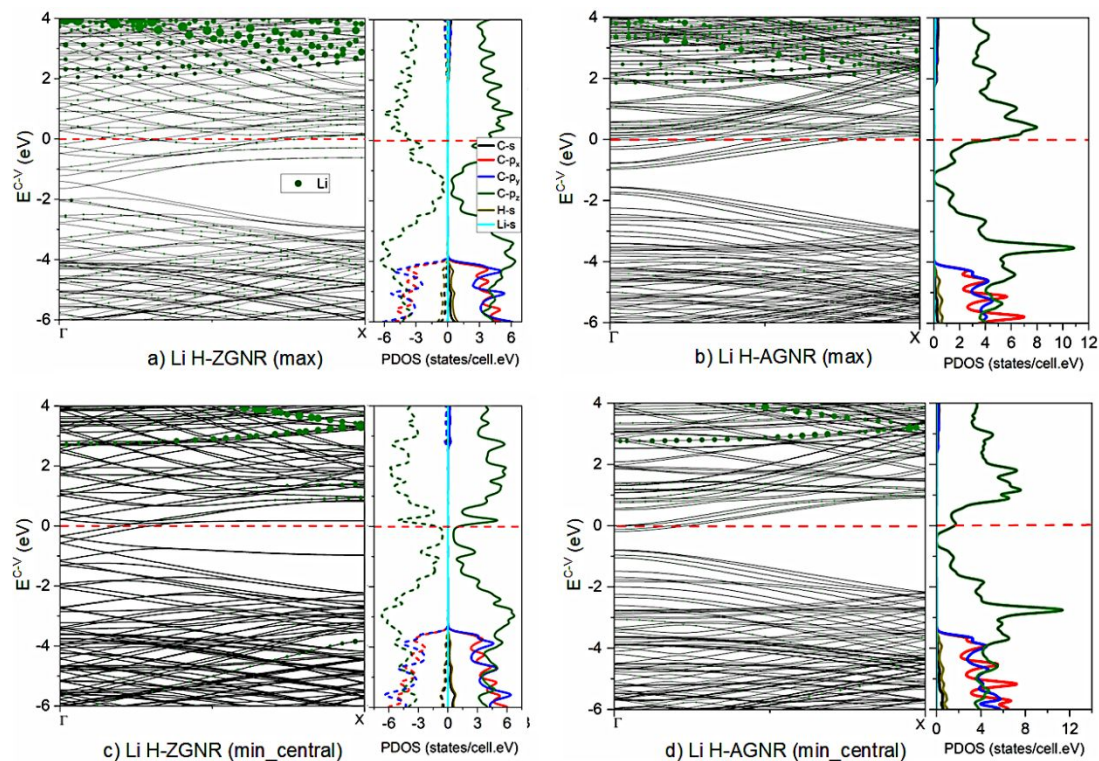 4
2
0
-2
-4
-6
E^C-V (eV)
Γ
X
Li
-6 -3 0 3 6
PDOS (states/cell.eV)
C-s
C-p_x
C-p_y
C-p_z
H-s
Li-s
a) Li H-ZGNR (max)
4
2
0
-2
-4
-6
E^C-V (eV)
Γ
X
0 2 4 6 8 10 12
PDOS (states/cell.eV)
b) Li H-AGNR (max)
4
2
0
-2
-4
-6
E^C-V (eV)
Γ
X
-6 -3 0 3 6
PDOS (states/cell.eV)
c) Li H-ZGNR (min_central)
4
2
0
-2
-4
-6
E^C-V (eV)
Γ
X
0 4 8 12
PDOS (states/cell.eV)
d) Li H-AGNR (min_central)